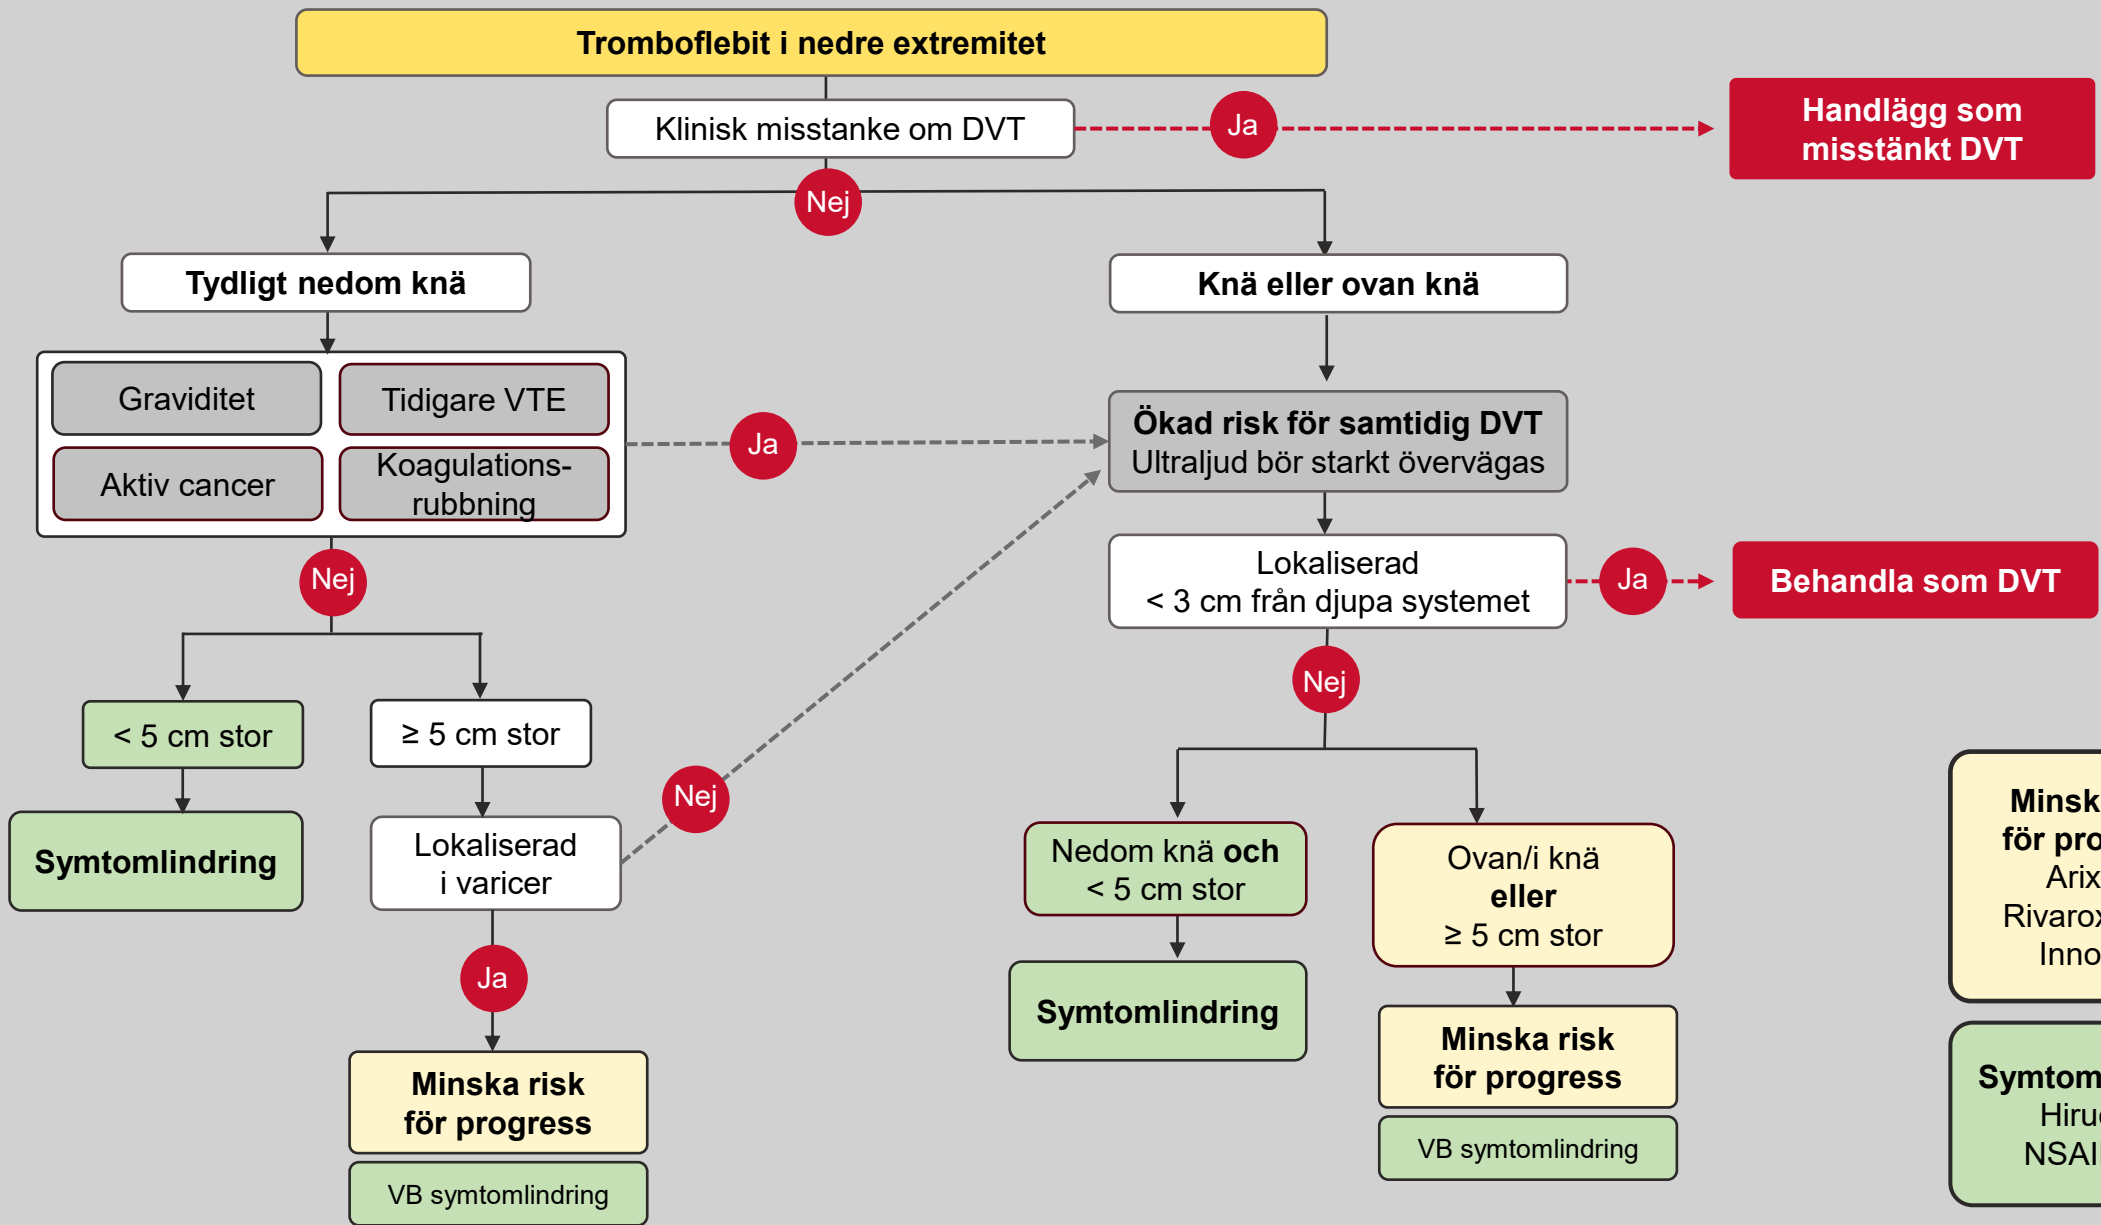 Tromboflebit i nedre extremitet
Klinisk misstanke om DVT
Ja
Handlägg som
misstänkt DVT
Nej
Tydligt nedom knä
Knä eller ovan knä
Graviditet
Tidigare VTE
Aktiv cancer
Koagulations-
rubbning
Ja
Ökad risk för samtidig DVT
Ultraljud bör starkt övervägas
Nej
Lokaliserad
< 3 cm från djupa systemet
Ja
Behandla som DVT
Nej
< 5 cm stor
≥ 5 cm stor
Symtomlindring
Lokaliserad
i varicer
Nej
Nedom knä och
< 5 cm stor
Ovan/i knä
eller
≥ 5 cm stor
Ja
Symtomlindring
Minska risk
för progress
VB symtomlindring
Minska risk
för progress
VB symtomlindring
för